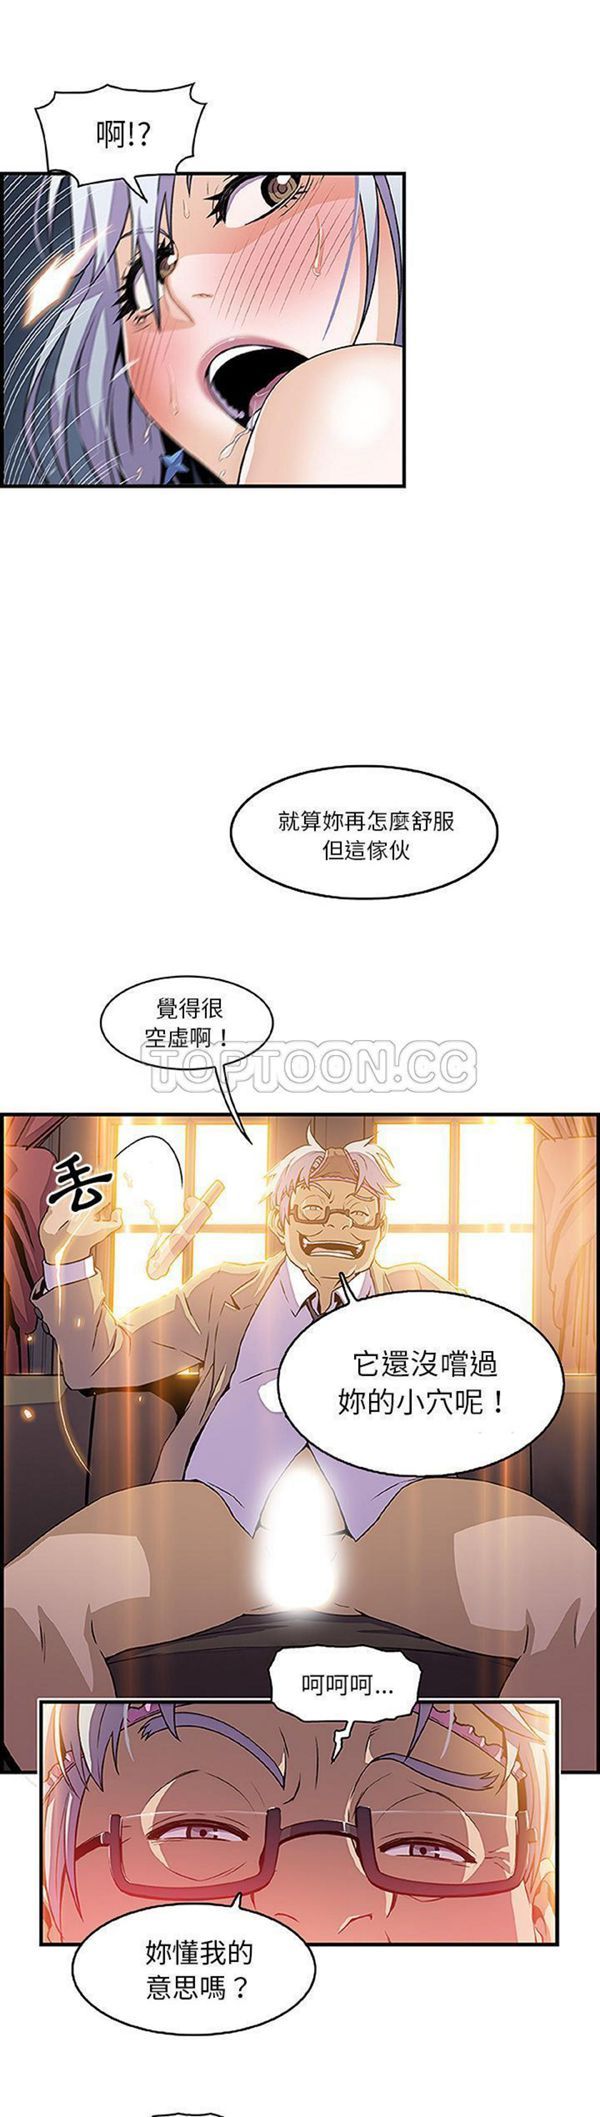 啊!?
就算妳再怎麼舒服
但這傢伙
覺得很
空虛啊！
TOPTOON.CC
丟
它還沒嚐過
妳的小穴呢！
呵呵呵...
妳懂我的
意思嗎？